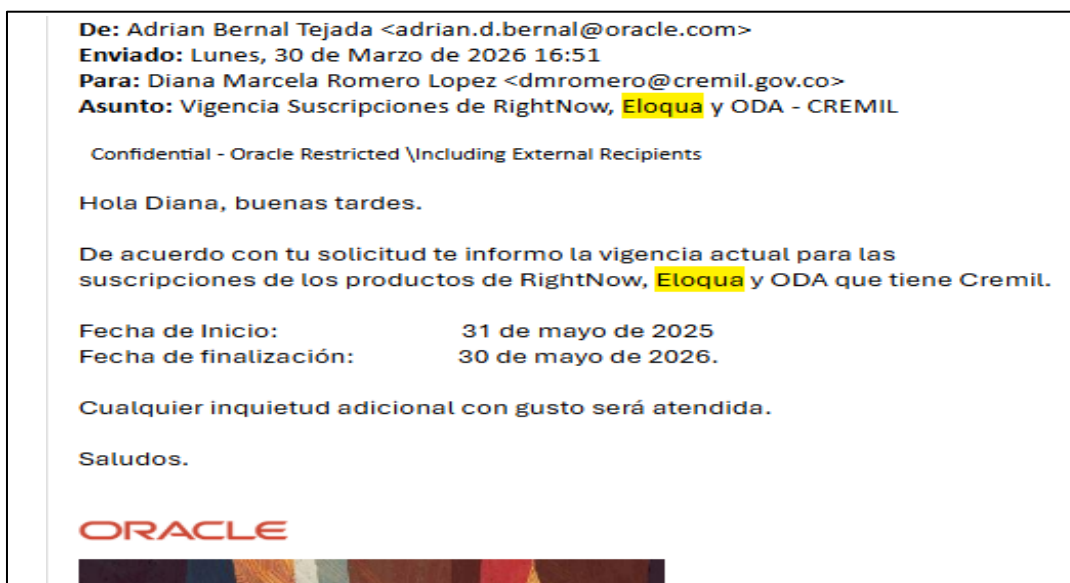 De: Adrian Bernal Tejada <adrian.d.bernal@oracle.com>
Enviado: Lunes, 30 de Marzo de 2026 16:51
Para: Diana Marcela Romero Lopez <dmromero@cremil.gov.co>
Asunto: Vigencia Suscripciones de RightNow, Eloqua y ODA - CREMIL
Confidential - Oracle Restricted \Including External Recipients
Hola Diana, buenas tardes.
De acuerdo con tu solicitud te informo la vigencia actual para las
suscripciones de los productos de RightNow, Eloqua y ODA que tiene Cremil.
Fecha de Inicio: 31 de mayo de 2025
Fecha de finalización: 30 de mayo de 2026.
Cualquier inquietud adicional con gusto será atendida.
Saludos.
ORACLE